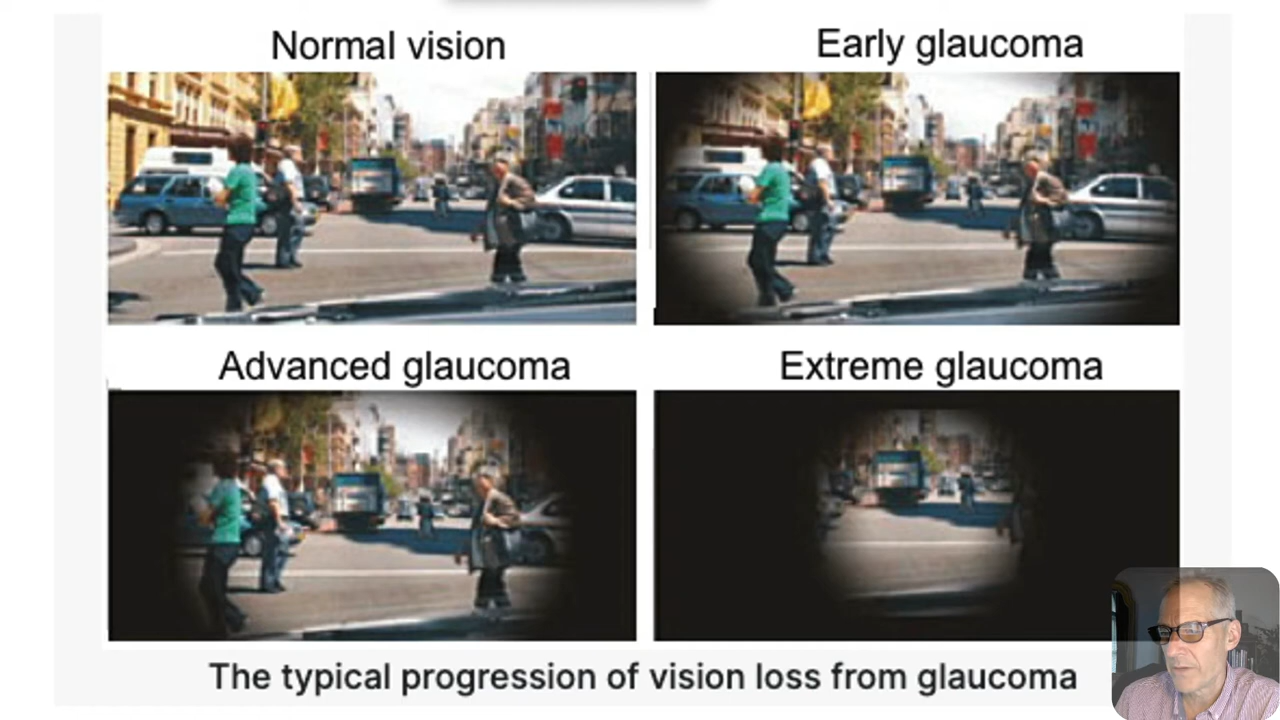 Normal vision
Early glaucoma
Advanced glaucoma
Extreme glaucoma
The typical progression of vision loss from glaucoma